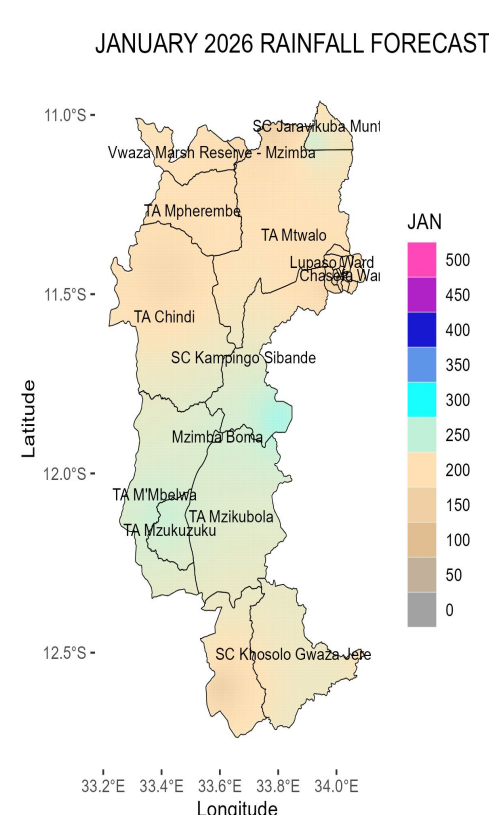 JANUARY 2026 RAINFALL FORECAST
11.0°S
SC Jaravikuba Munt
Vwaza Marsh Reserve - Mzimba
TA Mpherembe
TA Mtwalo
Lupaso Ward
11.5°S
TA Chindi
SC Kampingo Sibande
Mzimba Boma
12.0°S
TA M'Mbelwa
TA Mzikubola
TA Mzukuzuku
12.5°S
SC Khosolo Gwaza Jere
33.2°E 33.4°E 33.6°E 33.8°E 34.0°E
Longitude
Latitude
JAN
500
450
400
350
300
250
200
150
100
50
0